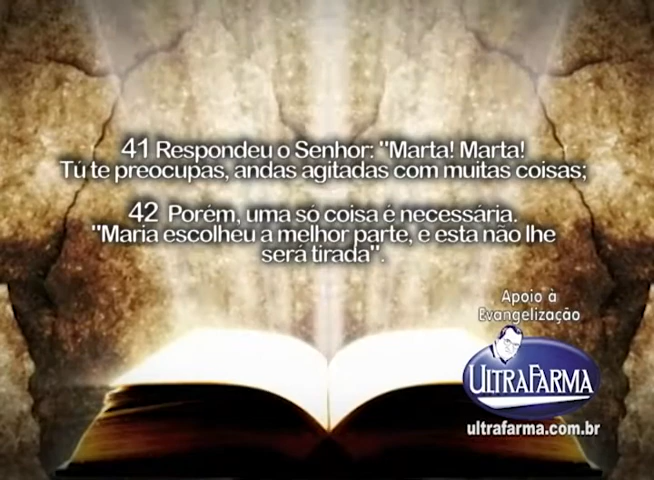 41 Respondeu o Senhor: "Marta! Marta!
Tú te preocupas, andas agitadas com muitas coisas;
42 Porém, uma só coisa é necessária.
"Maria escolheu a melhor parte, e esta não lhe
será tirada".
Apoio à
Evangelização
ULTRAFARMA
ultrafarma.com.br